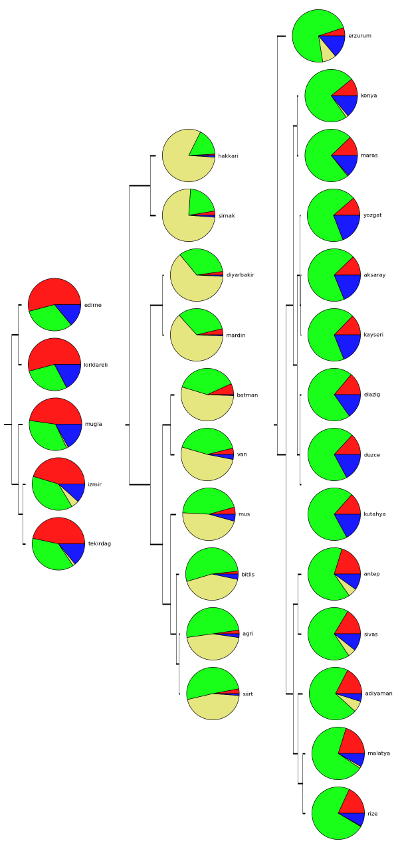 edirne
kirklareli
mugla
izmir
tekirdag
hakkari
sirnak
diyarbakir
mardin
batman
van
mus
bitlis
agri
siirt
erzurum
konya
maras
yozgat
aksaray
kayseri
elazig
duzce
kutahya
antep
sivas
adiyaman
malatya
rize